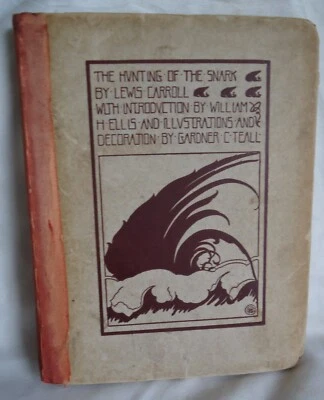 THE HVNTING · OF · THE · SNARK
BY · LEWIS CARROLL
WITH · INTRODVCTION · BY · WILLIAM
H · ELLIS · AND · ILLVSTRATIONS · AND
DECORATION · BY · GARDNER · C · TEALL